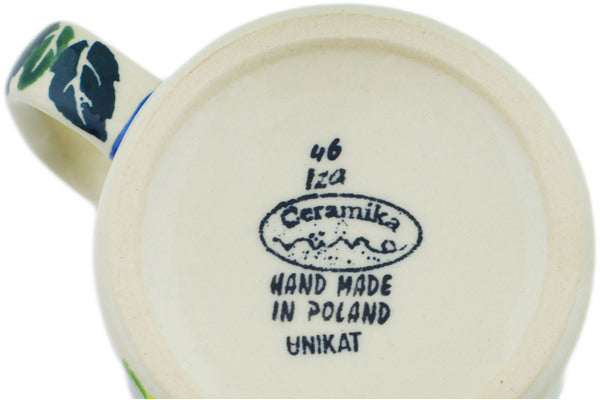 46
Iza
Ceramika
HAND MADE
IN POLAND
UNIKAT